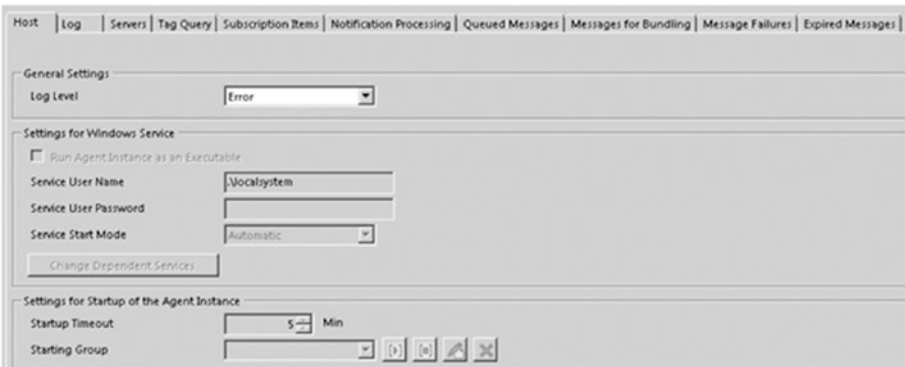 Host Log Servers Tag Query Subscription Items Notification Processing Queued Messages Messages for Bundling Message Failures Expired Messages
General Settings
Log Level Error
Settings for Windows Service
Run Agent Instance as an Executable
Service User Name .\localsystem
Service User Password
Service Start Mode Automatic
Change Dependent Services
Settings for Startup of the Agent Instance
Startup Timeout 5 Min
Starting Group